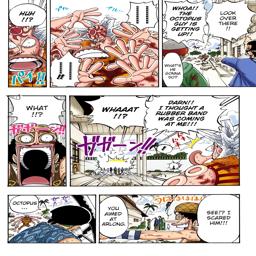 LOOK
OVER
THERE
!!
WHOA!!
THE
OCTOPUS
GUY IS
GETTING
UP!!
WHAT'S
HE
GONNA
DO?
!!!!!!!!
!!!!!!!!
!!
HUH
!!?
DARN!!
I THOUGHT A
RUBBER BAND
WAS COMING
AT ME!!!
WHAAAT
!!?
WHAT
!!?
SEE!? I
SCARED
HIM!!!
YOU
AIMED
AT
ARLONG.
OCTOPUS
...